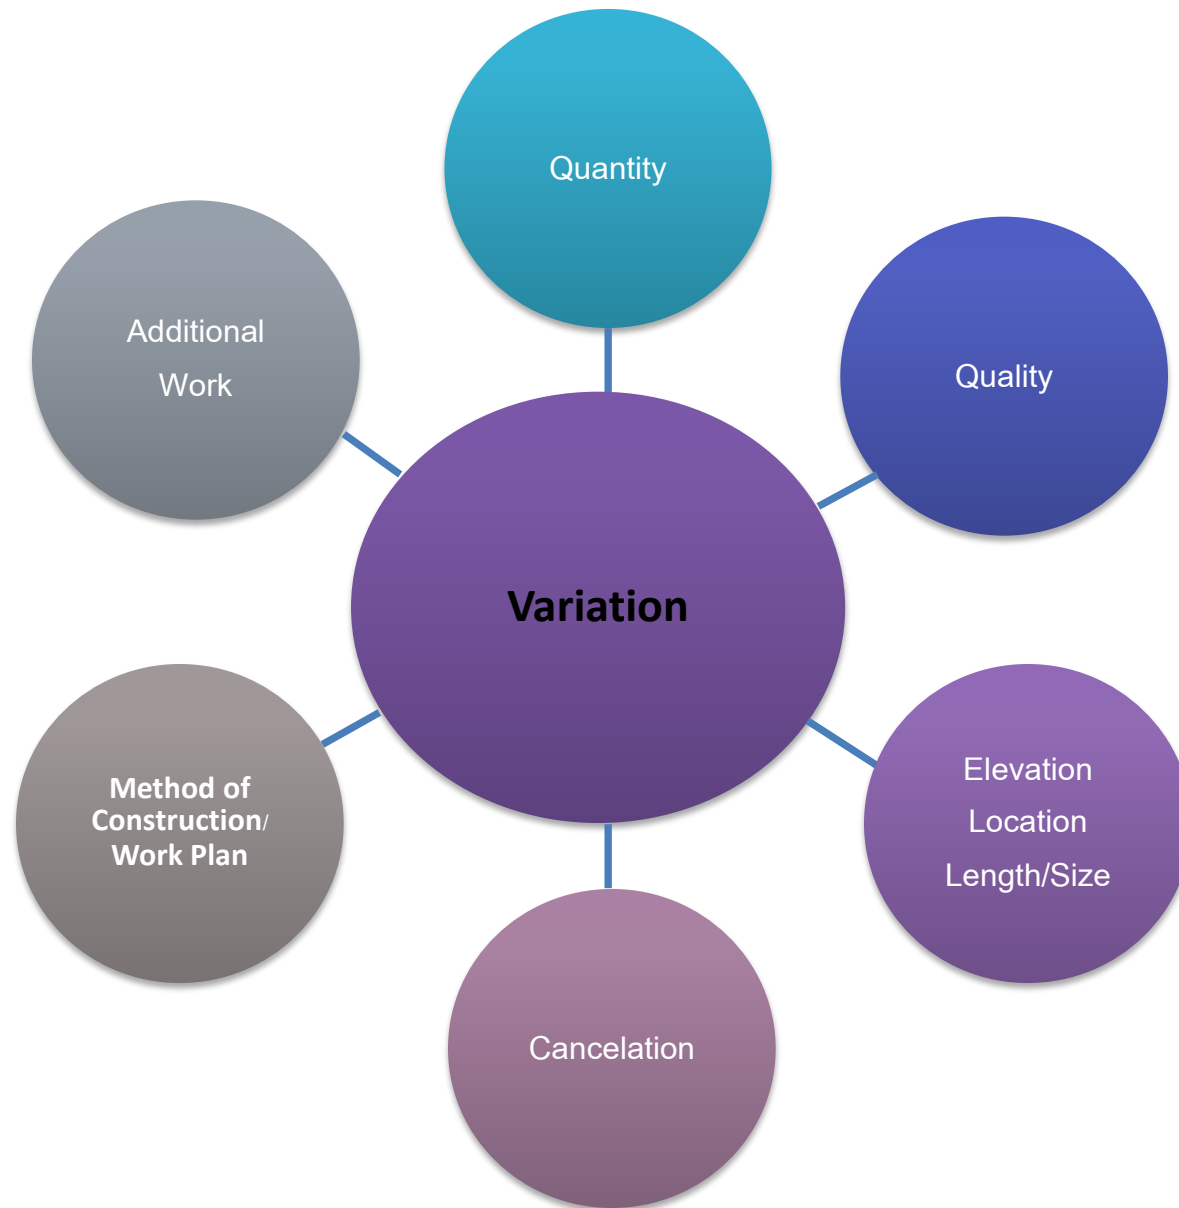 Quantity
Additional
Work
Quality
Variation
Method of
Construction/
Work Plan
Elevation
Location
Length/Size
Cancelation